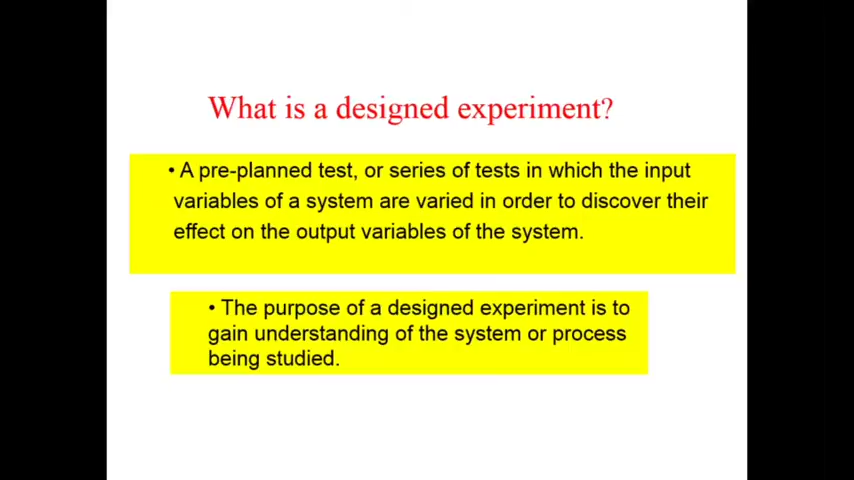 What is a designed experiment?
• A pre-planned test, or series of tests in which the input
variables of a system are varied in order to discover their
effect on the output variables of the system.
• The purpose of a designed experiment is to
gain understanding of the system or process
being studied.